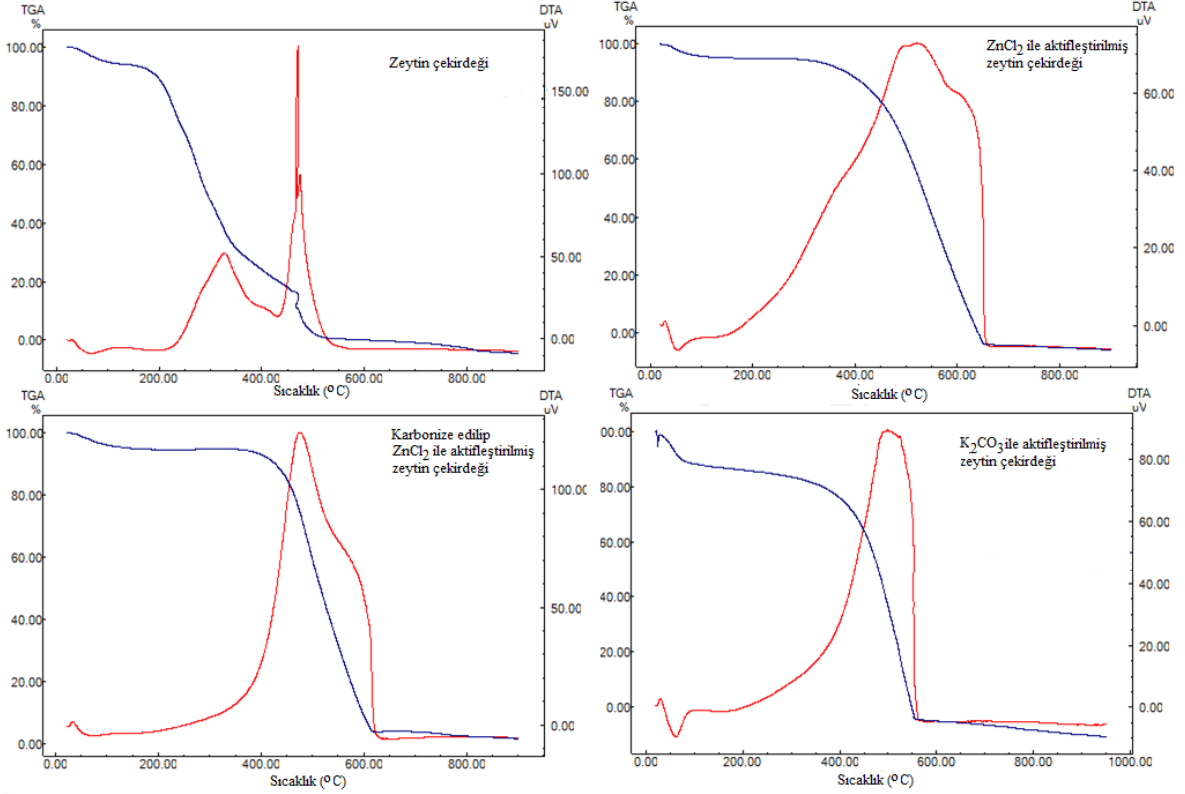 TGA
%
DTA
uV
Zeytin çekirdeği
100.00
80.00
60.00
40.00
20.00
0.00
150.00
100.00
50.00
0.00
0.00 200.00 400.00 600.00 800.00
Sıcaklık (°C)
TGA
%
DTA
uV
ZnCl2 ile aktifleştirilmiş
zeytin çekirdeği
100.00
80.00
60.00
40.00
20.00
0.00
60.00
40.00
20.00
0.00
0.00 200.00 400.00 600.00 800.00
Sıcaklık (°C)
TGA
%
DTA
uV
Karbonize edilip
ZnCl2 ile aktifleştirilmiş
zeytin çekirdeği
100.00
80.00
60.00
40.00
20.00
0.00
100.00
50.00
0.00
0.00 200.00 400.00 600.00 800.00
Sıcaklık (°C)
TGA
%
DTA
uV
K2CO3 ile aktifleştirilmiş
zeytin çekirdeği
00.00
80.00
60.00
40.00
20.00
0.00
80.00
60.00
40.00
20.00
0.00
0.00 200.00 400.00 600.00 800.00 1000.00
Sıcaklık (°C)